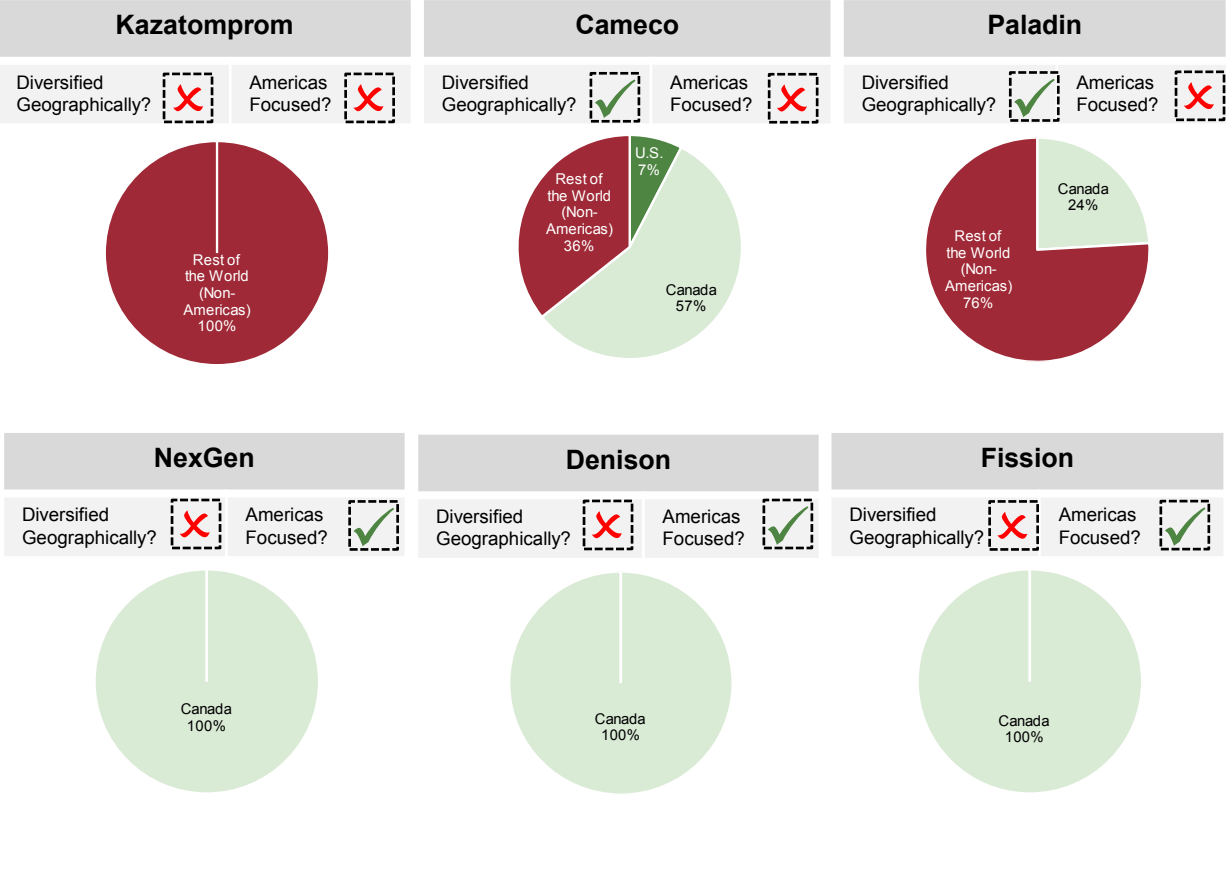 Kazatomprom
Diversified
Geographically?
Americas
Focused?
Rest of
the World
(Non-
Americas)
100%
Cameco
Diversified
Geographically?
Americas
Focused?
U.S.
7%
Rest of
the World
(Non-
Americas)
36%
Canada
57%
Paladin
Diversified
Geographically?
Americas
Focused?
Canada
24%
Rest of
the World
(Non-
Americas)
76%
NexGen
Diversified
Geographically?
Americas
Focused?
Canada
100%
Denison
Diversified
Geographically?
Americas
Focused?
Canada
100%
Fission
Diversified
Geographically?
Americas
Focused?
Canada
100%